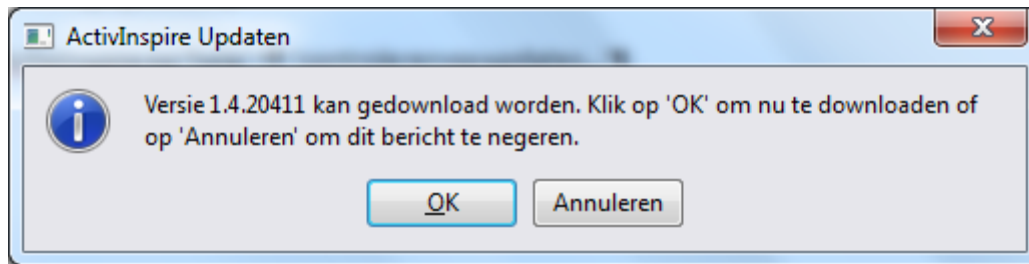 ActivInspire Updaten
Versie 1.4.20411 kan gedownload worden. Klik op 'OK' om nu te downloaden of
op 'Annuleren' om dit bericht te negeren.
OK
Annuleren